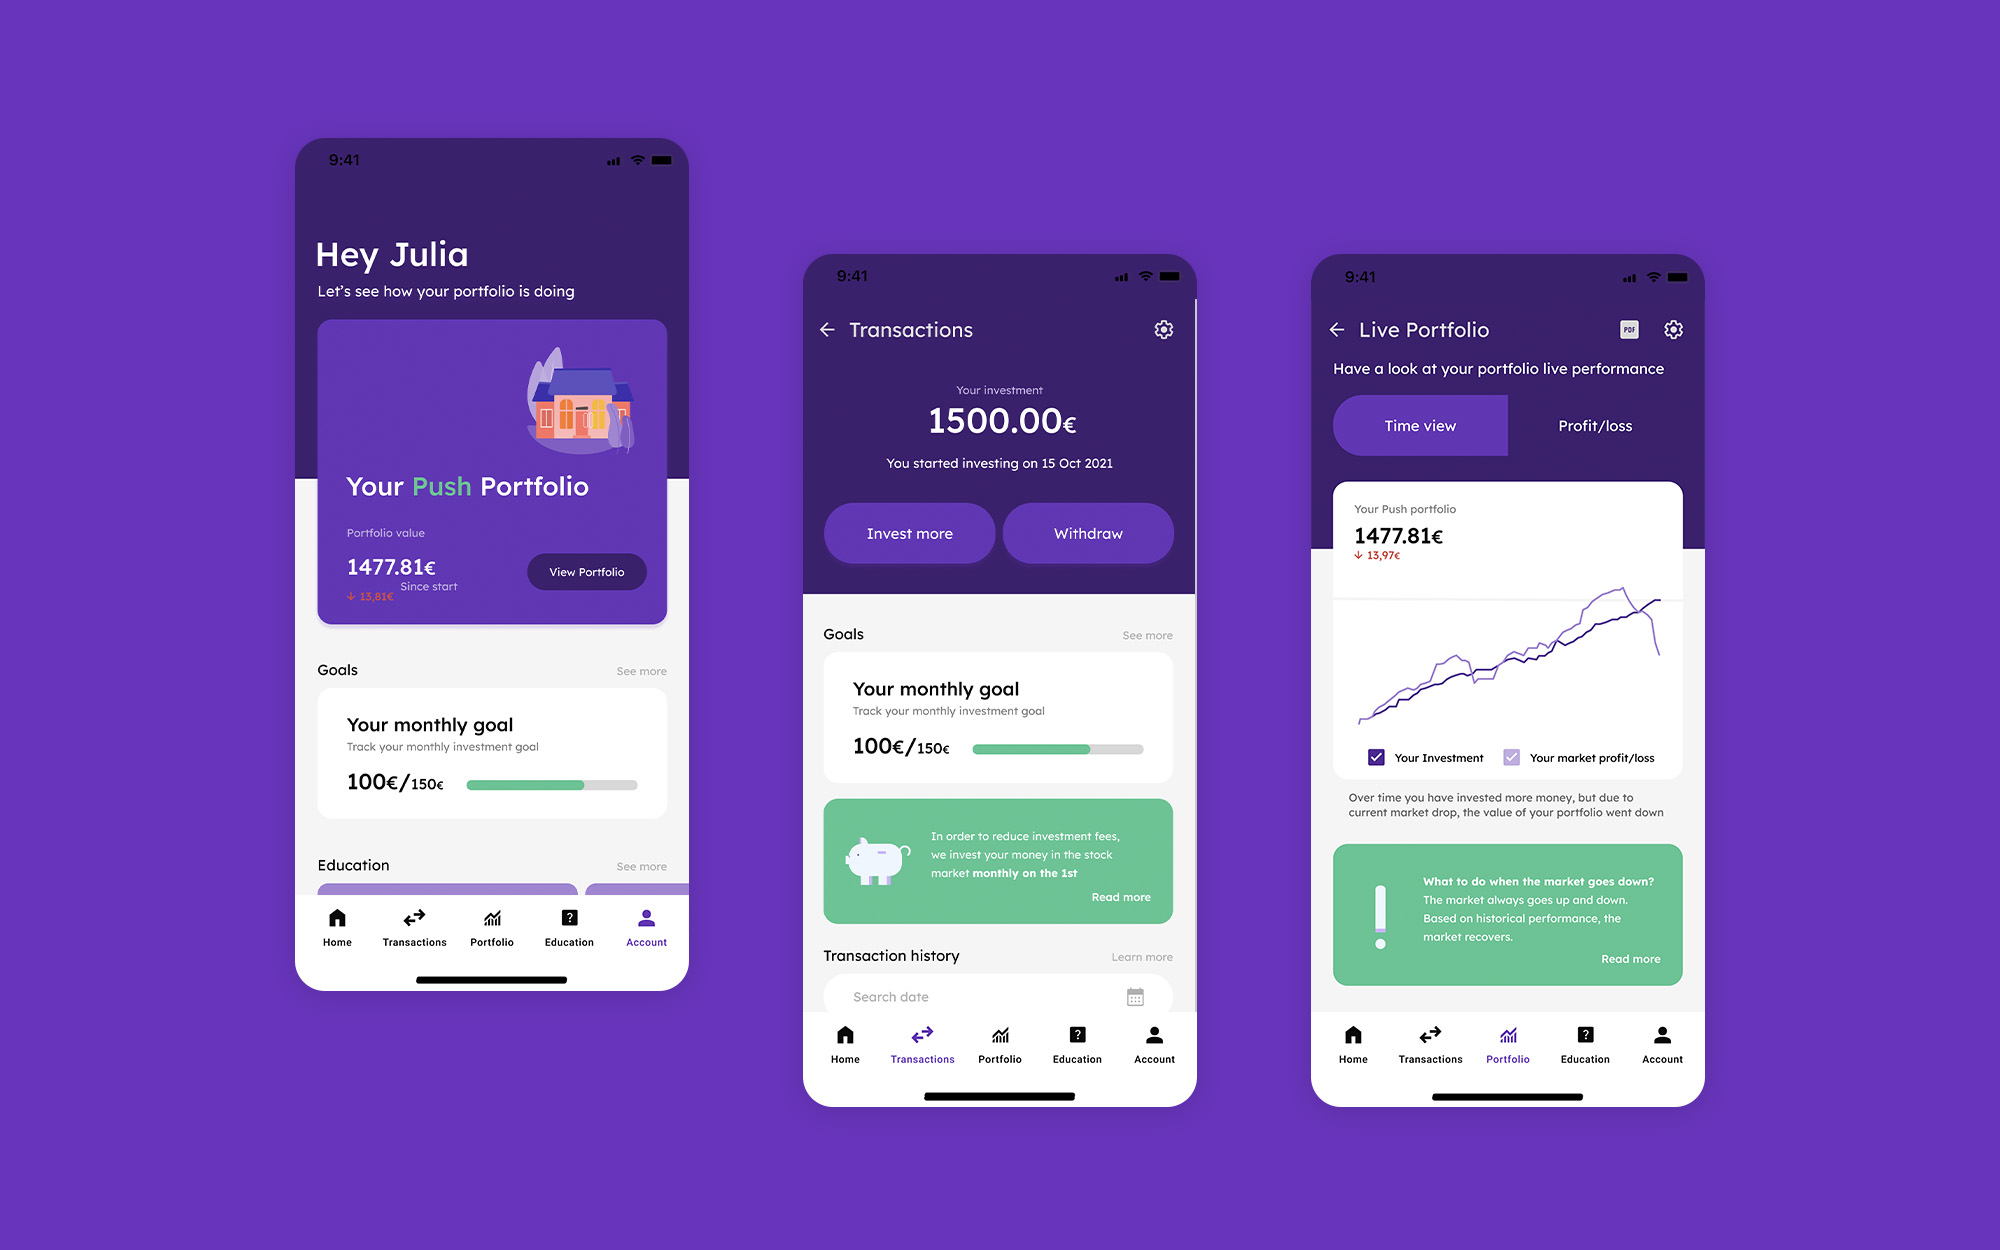 9:41
Hey Julia
Let's see how your portfolio is doing
Your Push Portfolio
Portfolio value
1477.81€
Since start
↓ 13,81€
View Portfolio
Goals
See more
Your monthly goal
Track your monthly investment goal
100€/150€
Education
See more
Home
Transactions
Portfolio
?
Education
Account
9:41
Transactions
Your investment
1500.00€
You started investing on 15 Oct 2021
Invest more
Withdraw
Goals
See more
Your monthly goal
Track your monthly investment goal
100€/150€
In order to reduce investment fees,
we invest your money in the stock
market monthly on the 1st
Read more
Transaction history
Learn more
Search date
Home
Transactions
Portfolio
?
Education
Account
9:41
Live Portfolio
PDF
Have a look at your portfolio live performance
Time view
Profit/loss
Your Push portfolio
1477.81€
↓ 13,97€
Your Investment
Your market profit/loss
Over time you have invested more money, but due to
current market drop, the value of your portfolio went down
What to do when the market goes down?
The market always goes up and down.
Based on historical performance, the
market recovers.
Read more
Home
Transactions
Portfolio
?
Education
Account